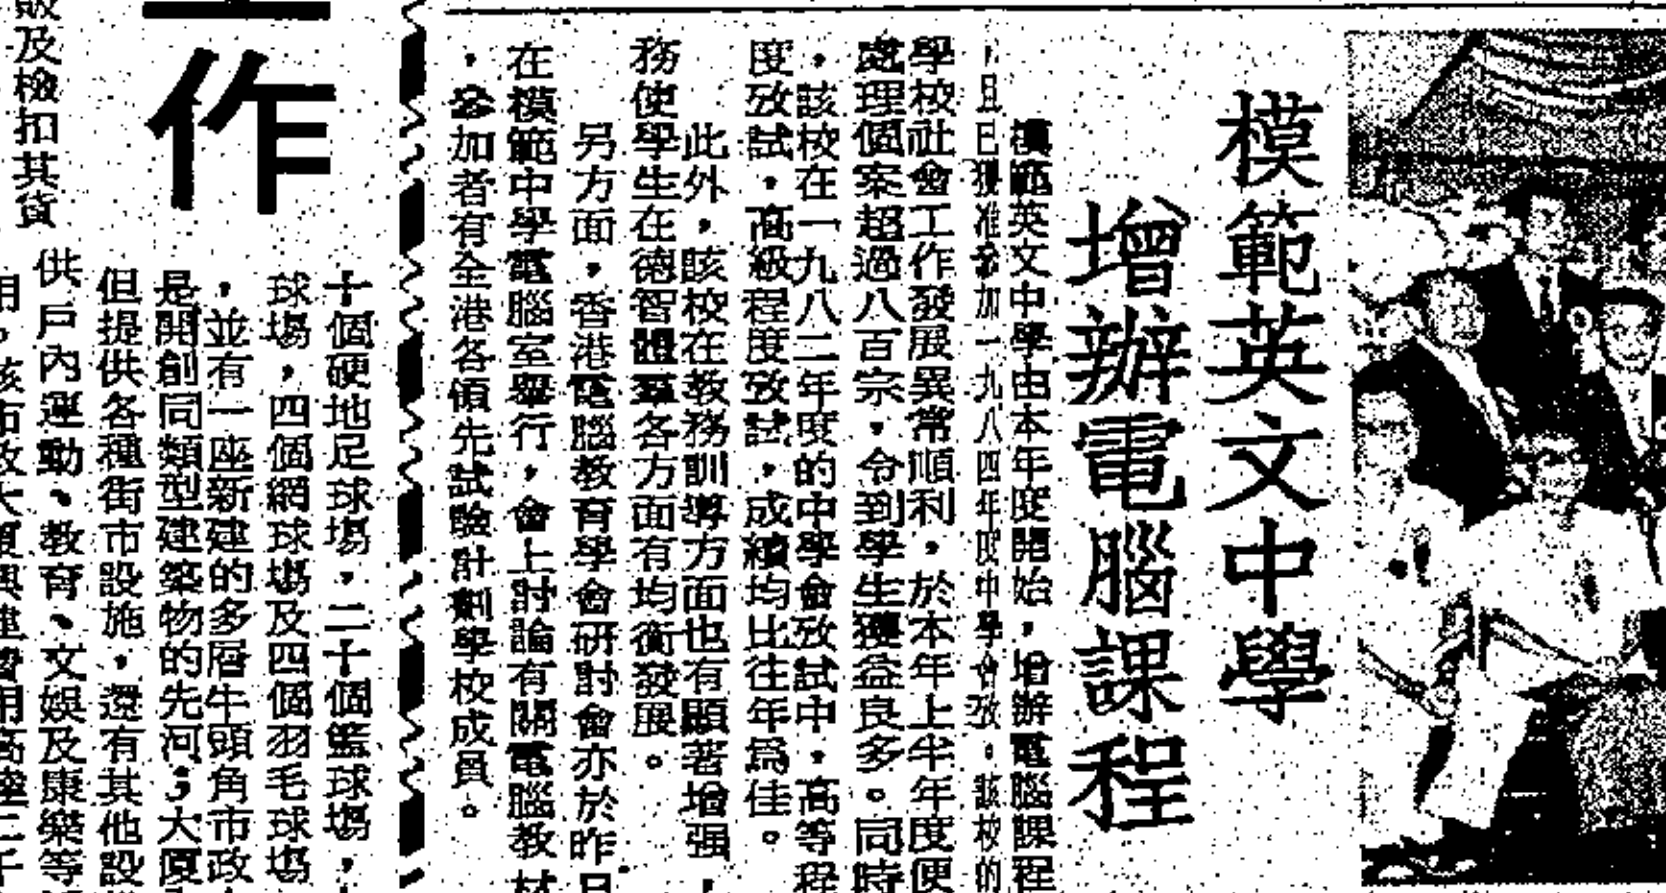 模範英文中學
增辦電腦課程
模範英文中學由本年度開始，增辦電腦課程
，且已獲准參加一九八四年度中學會攷。該校的
學校社會工作發展異常順利，於本年上半年度便
處理個案超過八百宗，令到學生獲益良多。同時
，該校在一九八二年度的中學會攷試中，高等程
度攷試，高級程度攷試，成績均比往年爲佳。
此外，該校在教務訓導方面也有顯著增强，
務使學生在德智體羣各方面有均衡發展。
另方面，香港電腦教育學會研討會亦於昨日
在模範中學電腦室舉行，會上討論有關電腦教材
，參加者有全港各領先試驗計劃學校成員。
作
及檢扣其貨
十個硬地足球場，二十個籃球場，
球場，四個網球場及四個羽毛球場
，並有一座新建的多層牛頭角市政
是開創同類型建築物的先河；大廈
但提供各種街市設施，還有其他設
供戶內運動、教育、文娛及康樂等